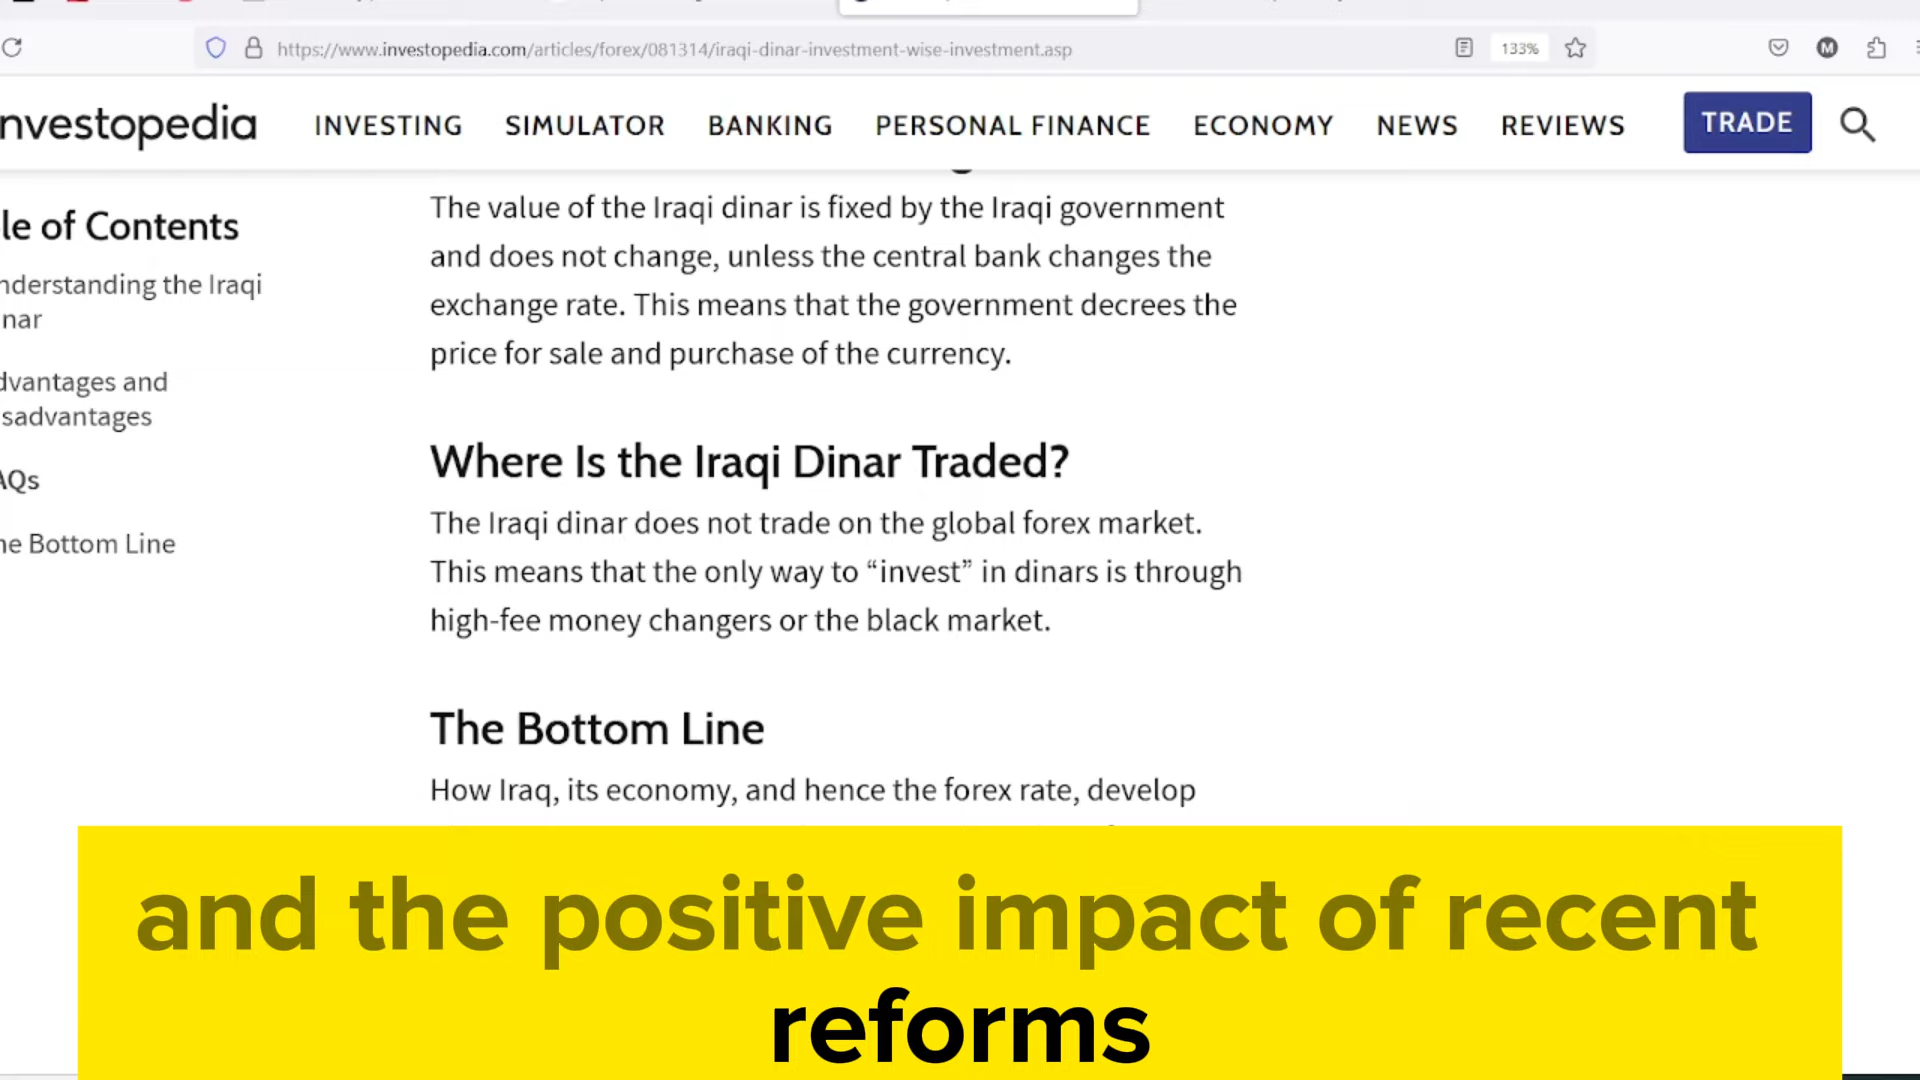 https://www.investopedia.com/articles/forex/081314/iraqi-dinar-investment-wise-investment.asp
133%
M
nvestopedia
INVESTING SIMULATOR BANKING PERSONAL FINANCE ECONOMY NEWS REVIEWS
TRADE
le of Contents
nderstanding the Iraqi
nar
dvantages and
sadvantages
AQs
he Bottom Line
The value of the Iraqi dinar is fixed by the Iraqi government
and does not change, unless the central bank changes the
exchange rate. This means that the government decrees the
price for sale and purchase of the currency.
Where Is the Iraqi Dinar Traded?
The Iraqi dinar does not trade on the global forex market.
This means that the only way to “invest” in dinars is through
high-fee money changers or the black market.
The Bottom Line
How Iraq, its economy, and hence the forex rate, develop
and the positive impact of recent
reforms